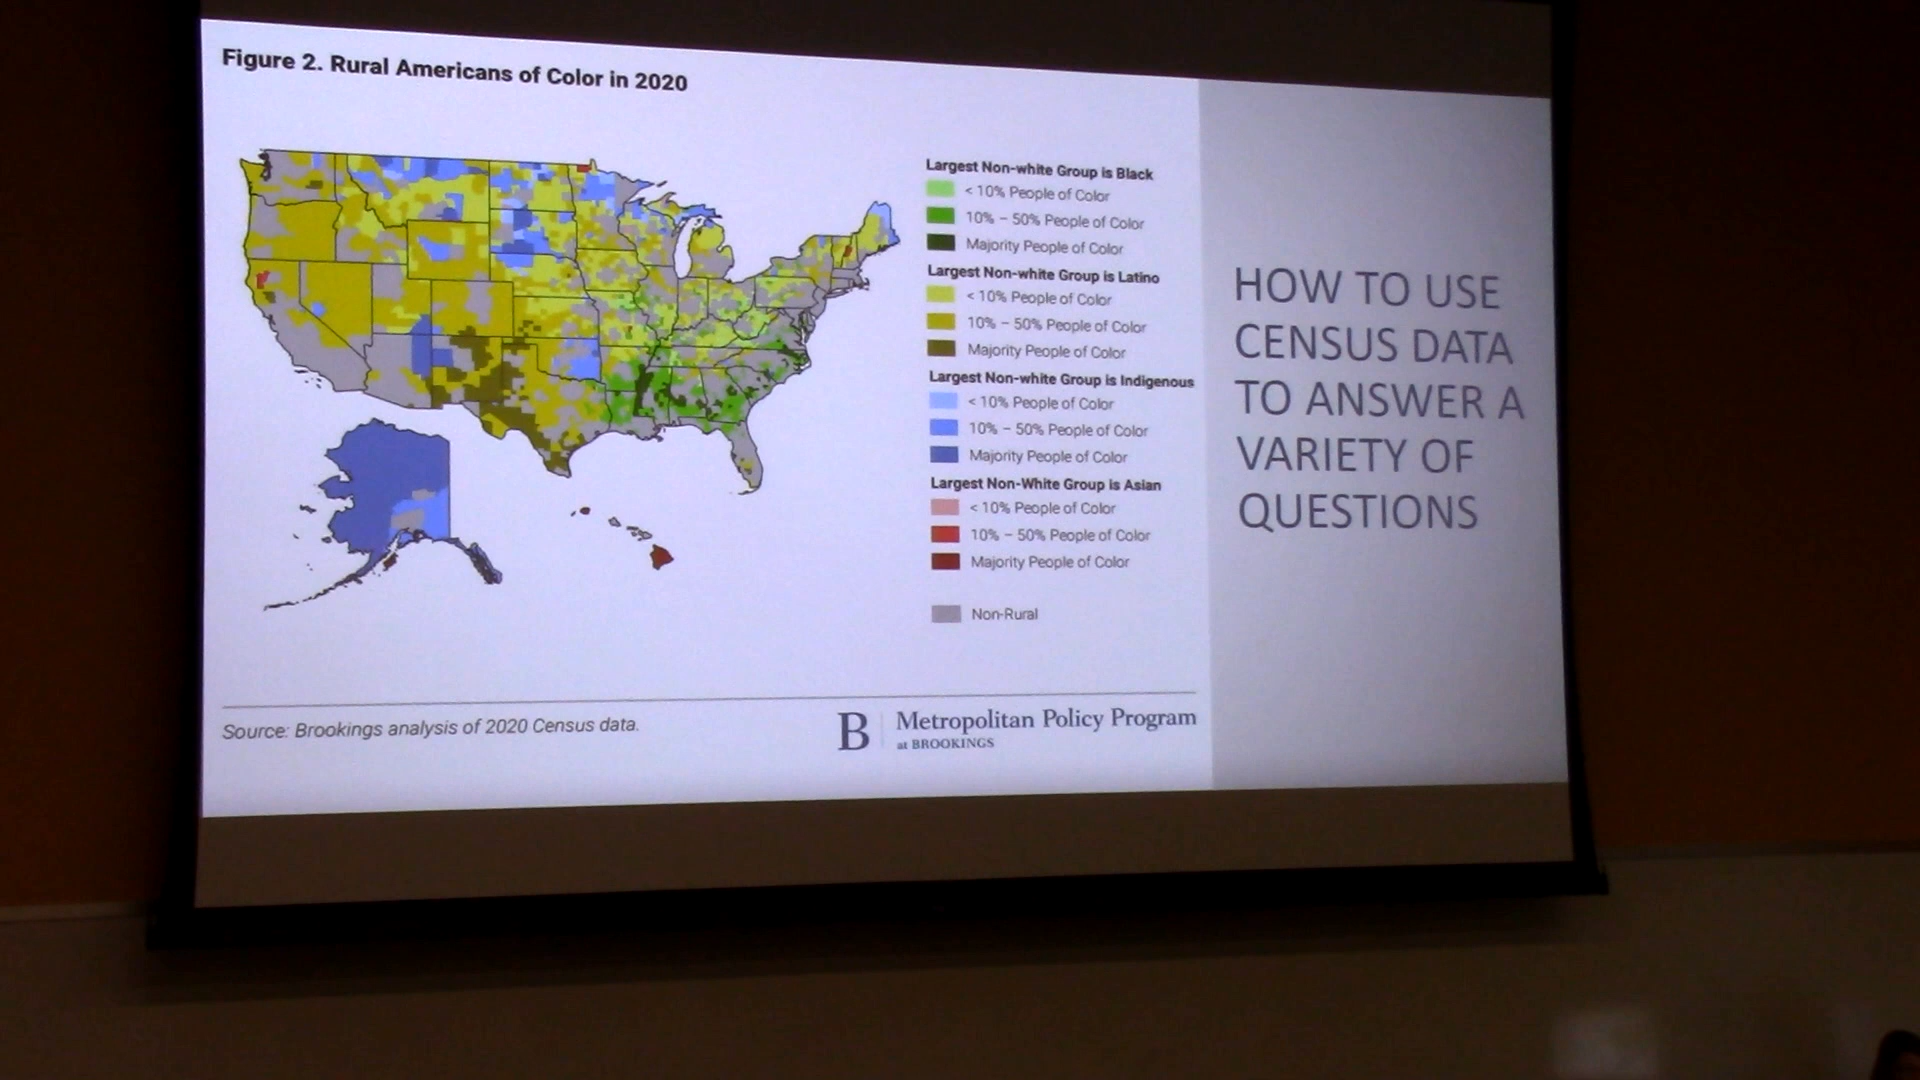 Figure 2. Rural Americans of Color in 2020
Largest Non-white Group is Black
< 10% People of Color
10% – 50% People of Color
Majority People of Color
Largest Non-white Group is Latino
< 10% People of Color
10% – 50% People of Color
Majority People of Color
Largest Non-white Group is Indigenous
< 10% People of Color
10% – 50% People of Color
Majority People of Color
Largest Non-White Group is Asian
< 10% People of Color
10% – 50% People of Color
Majority People of Color
Non-Rural
Source: Brookings analysis of 2020 Census data.
B
Metropolitan Policy Program
at BROOKINGS
HOW TO USE
CENSUS DATA
TO ANSWER A
VARIETY OF
QUESTIONS